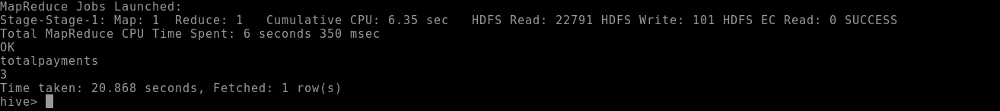 MapReduce Jobs Launched:
Stage-Stage-1: Map: 1  Reduce: 1   Cumulative CPU: 6.35 sec   HDFS Read: 22791 HDFS Write: 101 HDFS EC Read: 0 SUCCESS
Total MapReduce CPU Time Spent: 6 seconds 350 msec
OK
totalpayments
3
Time taken: 20.868 seconds, Fetched: 1 row(s)
hive>